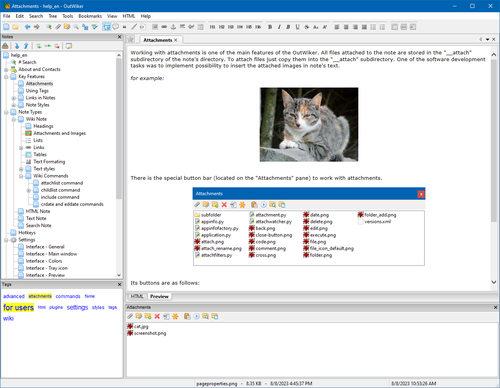 Attachments - help_en - OutWiker
File Edit Tree Tools Bookmarks View HTML Help
Notes
help_en
# Search
About and Contacts
Key Features
Attachments
Using Tags
Links in Notes
Note Styles
Note Types
Wiki Note
Headings
Attachments and Images
Lists
Links
Tables
Text Formating
Text styles
Wiki Commands
attachlist command
childlist command
include command
crdate and eddate commands
HTML Note
Text Note
Search Note
Hotkeys
Settings
Interface - General
Interface - Main window
Interface - Colors
Interface - Tray icon
Interface - Preview
Tags
advanced attachments commands
for users html plugins settings styles tags
wiki
Attachments
Working with attachments is one of the main features of the OutWiker. All files attached to the note are stored in the "__attach"
subdirectory of the note's directory. To attach files just copy them into the "__attach" subdirectory. One of the software development
tasks was to implement possibility to insert the attached images in note's text.
for example:
There is the special button bar (located on the "Attachments" pane) to work with attachments.
Attachments
subfolder attachment.py date.png folder_add.png
appinfo.py attachwatcher.py delete.png versions.xml
appinfofactory.py back.png edit.png
application.py close-button.png execute.png
attach.png code.png file.png
attach_rename.png comment.png file_icon_default.png
attachfilters.py cross.png folder.png
Its buttons are as follows:
HTML Preview
Attachments
cat.jpg
screenshot.png
pageproperties.png - 8.35 KB - 8/8/2023 4:45:37 PM 8/8/2023 10:53:26 AM